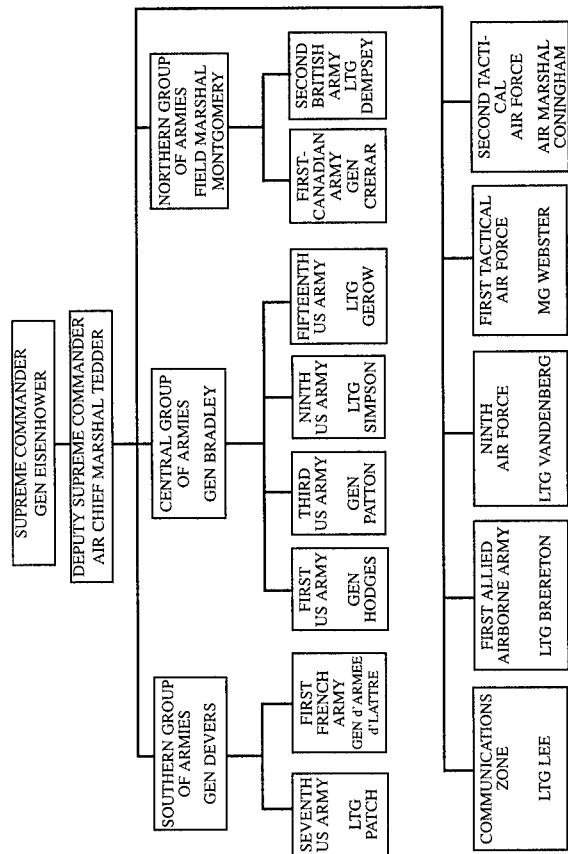 SUPREME COMMANDER
GEN EISENHOWER
DEPUTY SUPREME COMMANDER
AIR CHIEF MARSHAL TEDDER
SOUTHERN GROUP
OF ARMIES
GEN DEVERS
CENTRAL GROUP
OF ARMIES
GEN BRADLEY
NORTHERN GROUP
OF ARMIES
FIELD MARSHAL
MONTGOMERY
SEVENTH
US ARMY
LTG
PATCH
FIRST
FRENCH
ARMY
GEN d'ARMEE
d'LATTRE
FIRST
US ARMY
GEN
HODGES
THIRD
US ARMY
GEN
PATTON
NINTH
US ARMY
LTG
SIMPSON
FIFTEENTH
US ARMY
LTG
GEROW
FIRST-
CANADIAN
ARMY
GEN
CRERAR
SECOND
BRITISH
ARMY
LTG
DEMPSEY
COMMUNICATIONS
ZONE
LTG LEE
FIRST ALLIED
AIRBORNE ARMY
LTG BRERETON
NINTH
AIR FORCE
LTG VANDENBERG
FIRST TACTICAL
AIR FORCE
MG WEBSTER
SECOND TACTI-
CAL
AIR FORCE
AIR MARSHAL
CONINGHAM